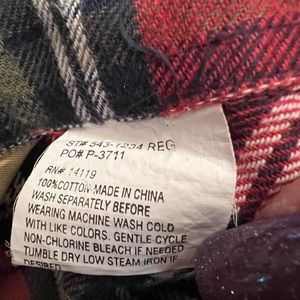 ST# 543-1234 REG
PO# P-3711
RN# 14119
100%COTTON-MADE IN CHINA
WASH SEPARATELY BEFORE
WEARING MACHINE WASH COLD
WITH LIKE COLORS. GENTLE CYCLE
NON-CHLORINE BLEACH IF NEEDED
TUMBLE DRY LOW STEAM IRON IF
DESIRED